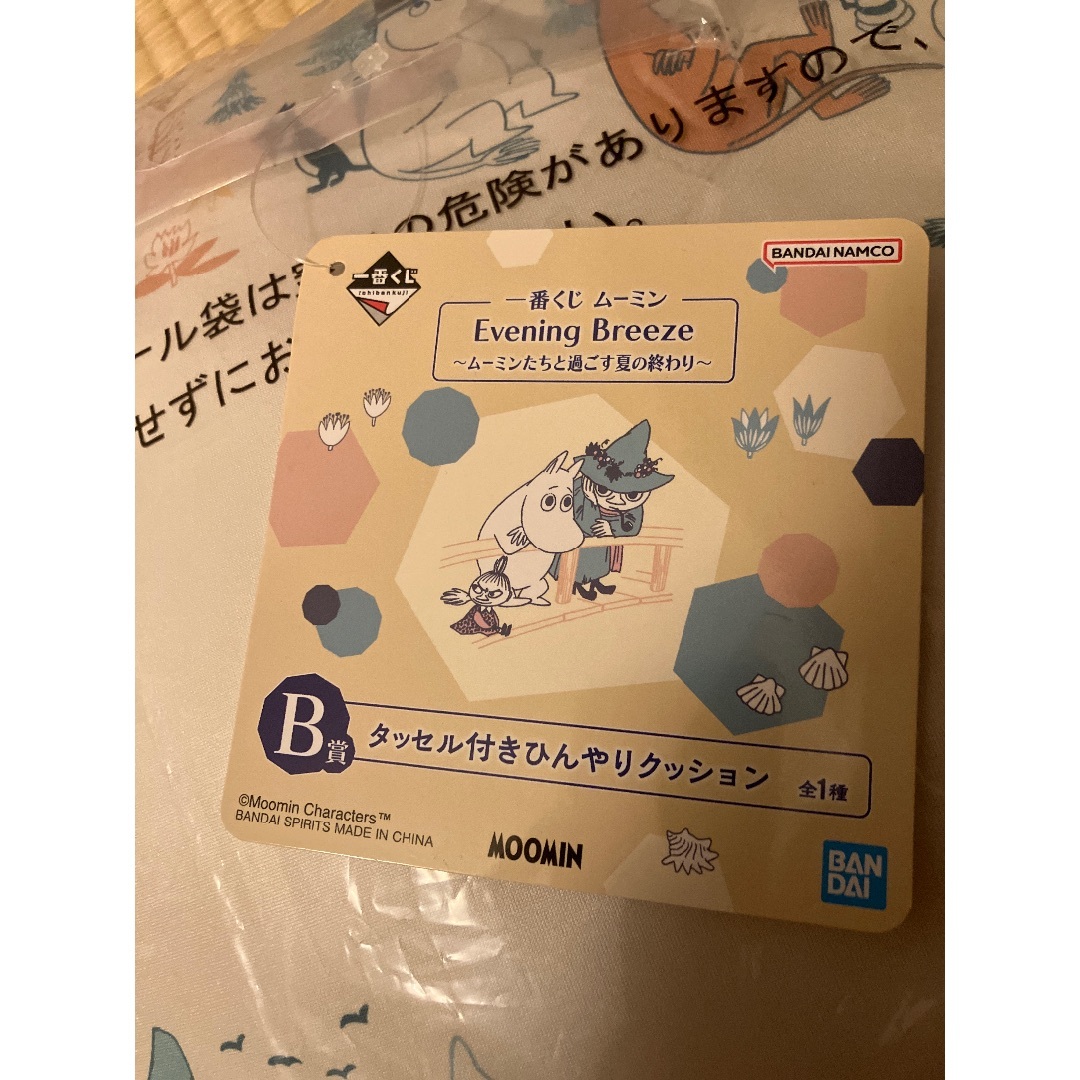 の危険がありますので、
い。
ール袋は窒
せずにお
一番くじ
ichibankuji
BANDAI NAMCO
一番くじ ムーミン
Evening Breeze
～ムーミンたちと過ごす夏の終わり～
B賞
タッセル付きひんやりクッション 全1種
©Moomin Characters™
BANDAI SPIRITS MADE IN CHINA
MOOMIN
BAN
DAI